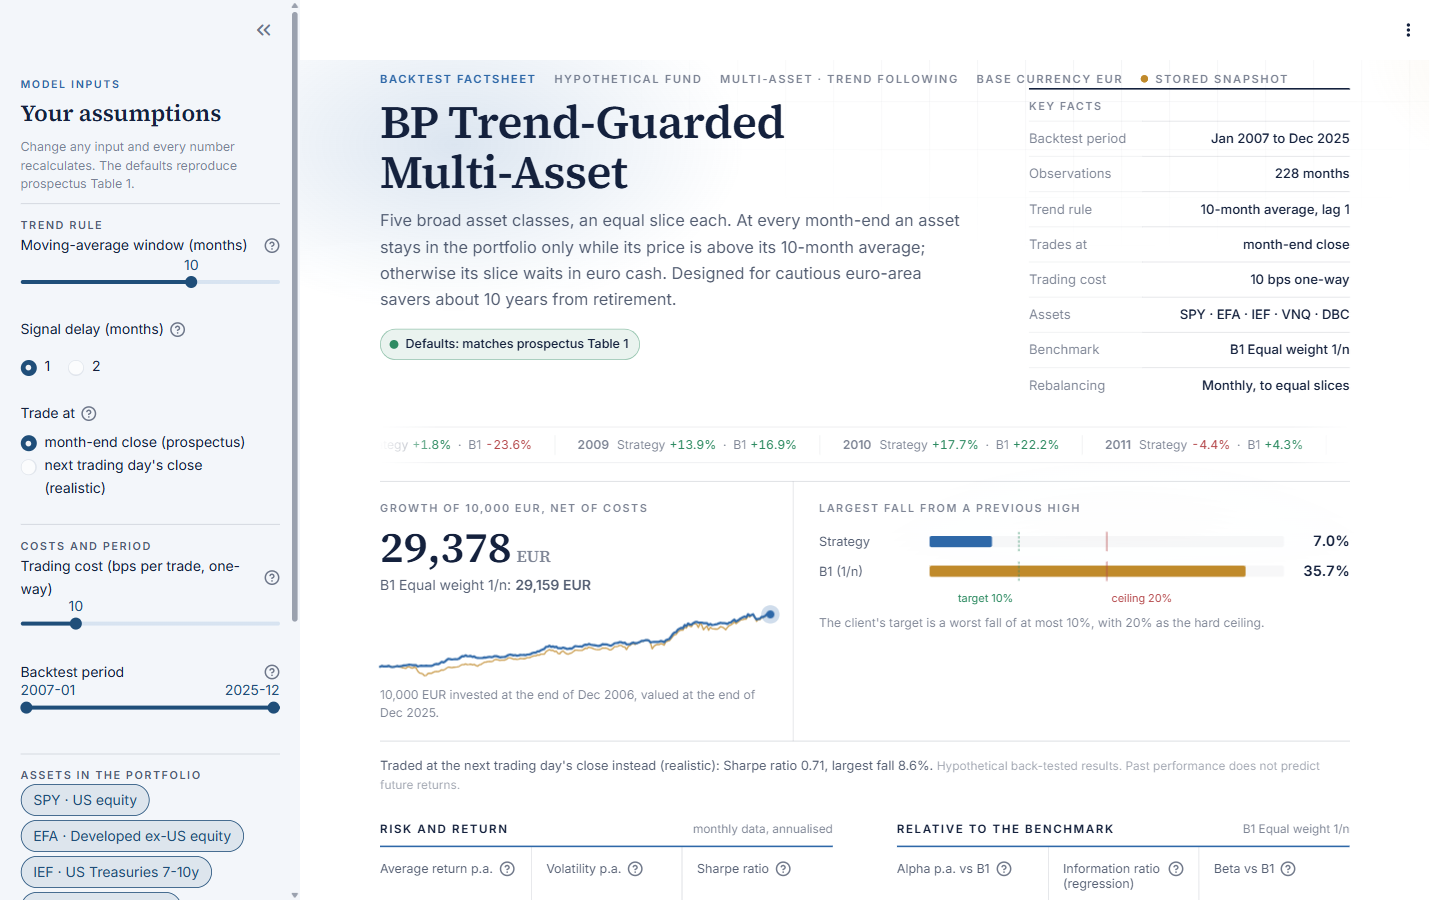 MODEL INPUTS
Your assumptions
Change any input and every number
recalculates. The defaults reproduce
prospectus Table 1.
TREND RULE
Moving-average window (months)
10
Signal delay (months)
1 2
Trade at
month-end close (prospectus)
next trading day's close
(realistic)
COSTS AND PERIOD
Trading cost (bps per trade, one-
way)
10
Backtest period
2007-01 2025-12
ASSETS IN THE PORTFOLIO
SPY · US equity
EFA · Developed ex-US equity
IEF · US Treasuries 7-10y
BACKTEST FACTSHEET HYPOTHETICAL FUND MULTI-ASSET · TREND FOLLOWING BASE CURRENCY EUR STORED SNAPSHOT
BP Trend-Guarded
Multi-Asset
Five broad asset classes, an equal slice each. At every month-end an asset
stays in the portfolio only while its price is above its 10-month average;
otherwise its slice waits in euro cash. Designed for cautious euro-area
savers about 10 years from retirement.
Defaults: matches prospectus Table 1
KEY FACTS
Backtest period Jan 2007 to Dec 2025
Observations 228 months
Trend rule 10-month average, lag 1
Trades at month-end close
Trading cost 10 bps one-way
Assets SPY · EFA · IEF · VNQ · DBC
Benchmark B1 Equal weight 1/n
Rebalancing Monthly, to equal slices
egy +1.8% · B1 -23.6% 2009 Strategy +13.9% · B1 +16.9% 2010 Strategy +17.7% · B1 +22.2% 2011 Strategy -4.4% · B1 +4.3%
GROWTH OF 10,000 EUR, NET OF COSTS
29,378 EUR
B1 Equal weight 1/n: 29,159 EUR
10,000 EUR invested at the end of Dec 2006, valued at the end of
Dec 2025.
LARGEST FALL FROM A PREVIOUS HIGH
Strategy 7.0%
B1 (1/n) 35.7%
target 10% ceiling 20%
The client's target is a worst fall of at most 10%, with 20% as the hard ceiling.
Traded at the next trading day's close instead (realistic): Sharpe ratio 0.71, largest fall 8.6%. Hypothetical back-tested results. Past performance does not predict
future returns.
RISK AND RETURN monthly data, annualised
Average return p.a. Volatility p.a. Sharpe ratio
RELATIVE TO THE BENCHMARK B1 Equal weight 1/n
Alpha p.a. vs B1 Information ratio Beta vs B1
(regression)